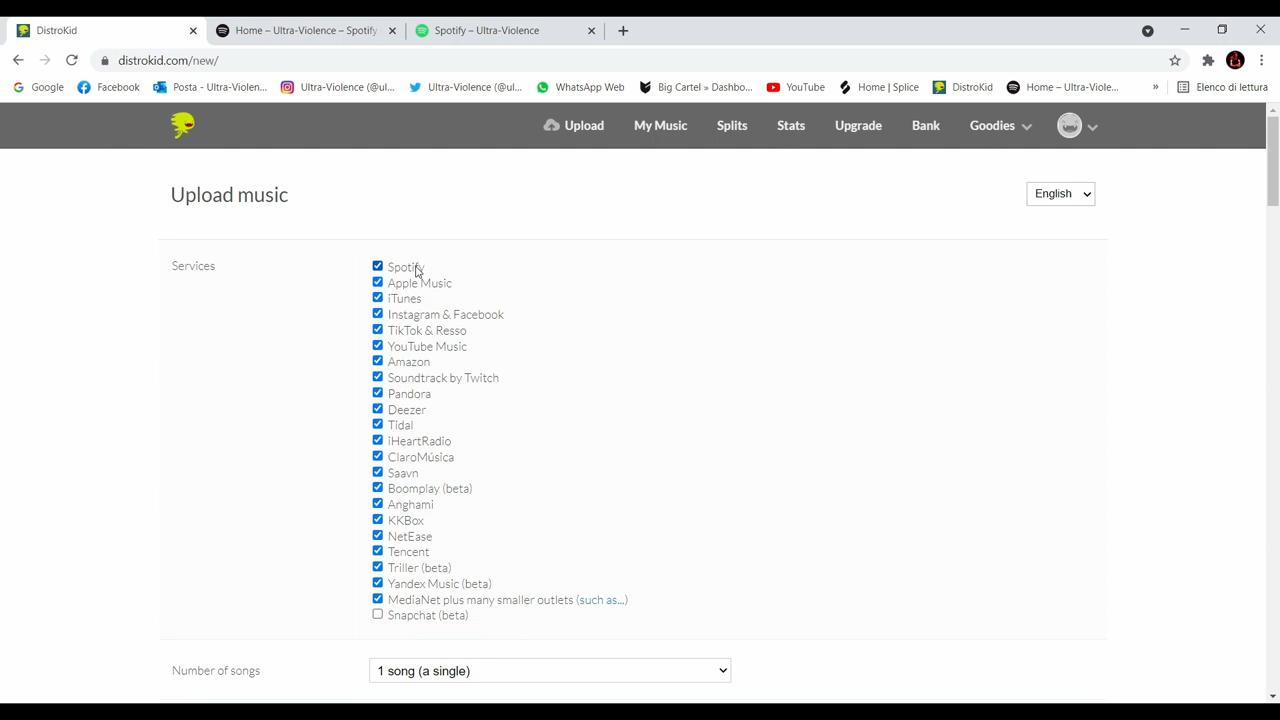 DistroKid
Home – Ultra-Violence – Spotify
Spotify – Ultra-Violence
distrokid.com/new/
Google
Facebook
Posta - Ultra-Violen...
Ultra-Violence (@ul...
Ultra-Violence (@ul...
WhatsApp Web
Big Cartel » Dashbo...
YouTube
Home | Splice
DistroKid
Home – Ultra-Viole...
»
Elenco di lettura
Upload
My Music
Splits
Stats
Upgrade
Bank
Goodies
Upload music
English
Services
Spotify
Apple Music
iTunes
Instagram & Facebook
TikTok & Resso
YouTube Music
Amazon
Soundtrack by Twitch
Pandora
Deezer
Tidal
iHeartRadio
ClaroMúsica
Saavn
Boomplay (beta)
Anghami
KKBox
NetEase
Tencent
Triller (beta)
Yandex Music (beta)
MediaNet plus many smaller outlets (such as...)
Snapchat (beta)
Number of songs
1 song (a single)